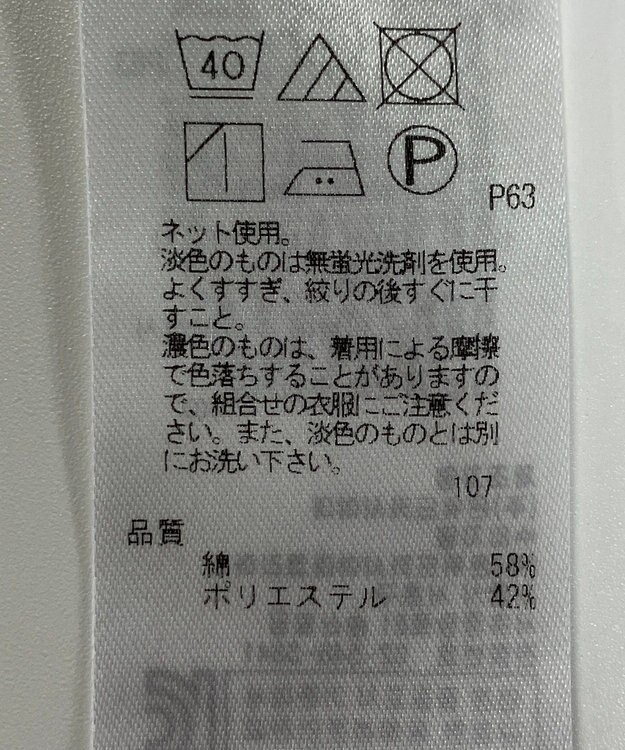 40
P
P63
ネット使用。
淡色のものは無蛍光洗剤を使用。
よくすすぎ、絞りの後すぐに干
すこと。
濃色のものは、着用による摩擦
で色落ちすることがありますの
で、組合せの衣服にご注意くだ
さい。また、淡色のものとは別
にお洗い下さい。
107
品質
綿 58%
ポリエステル 42%